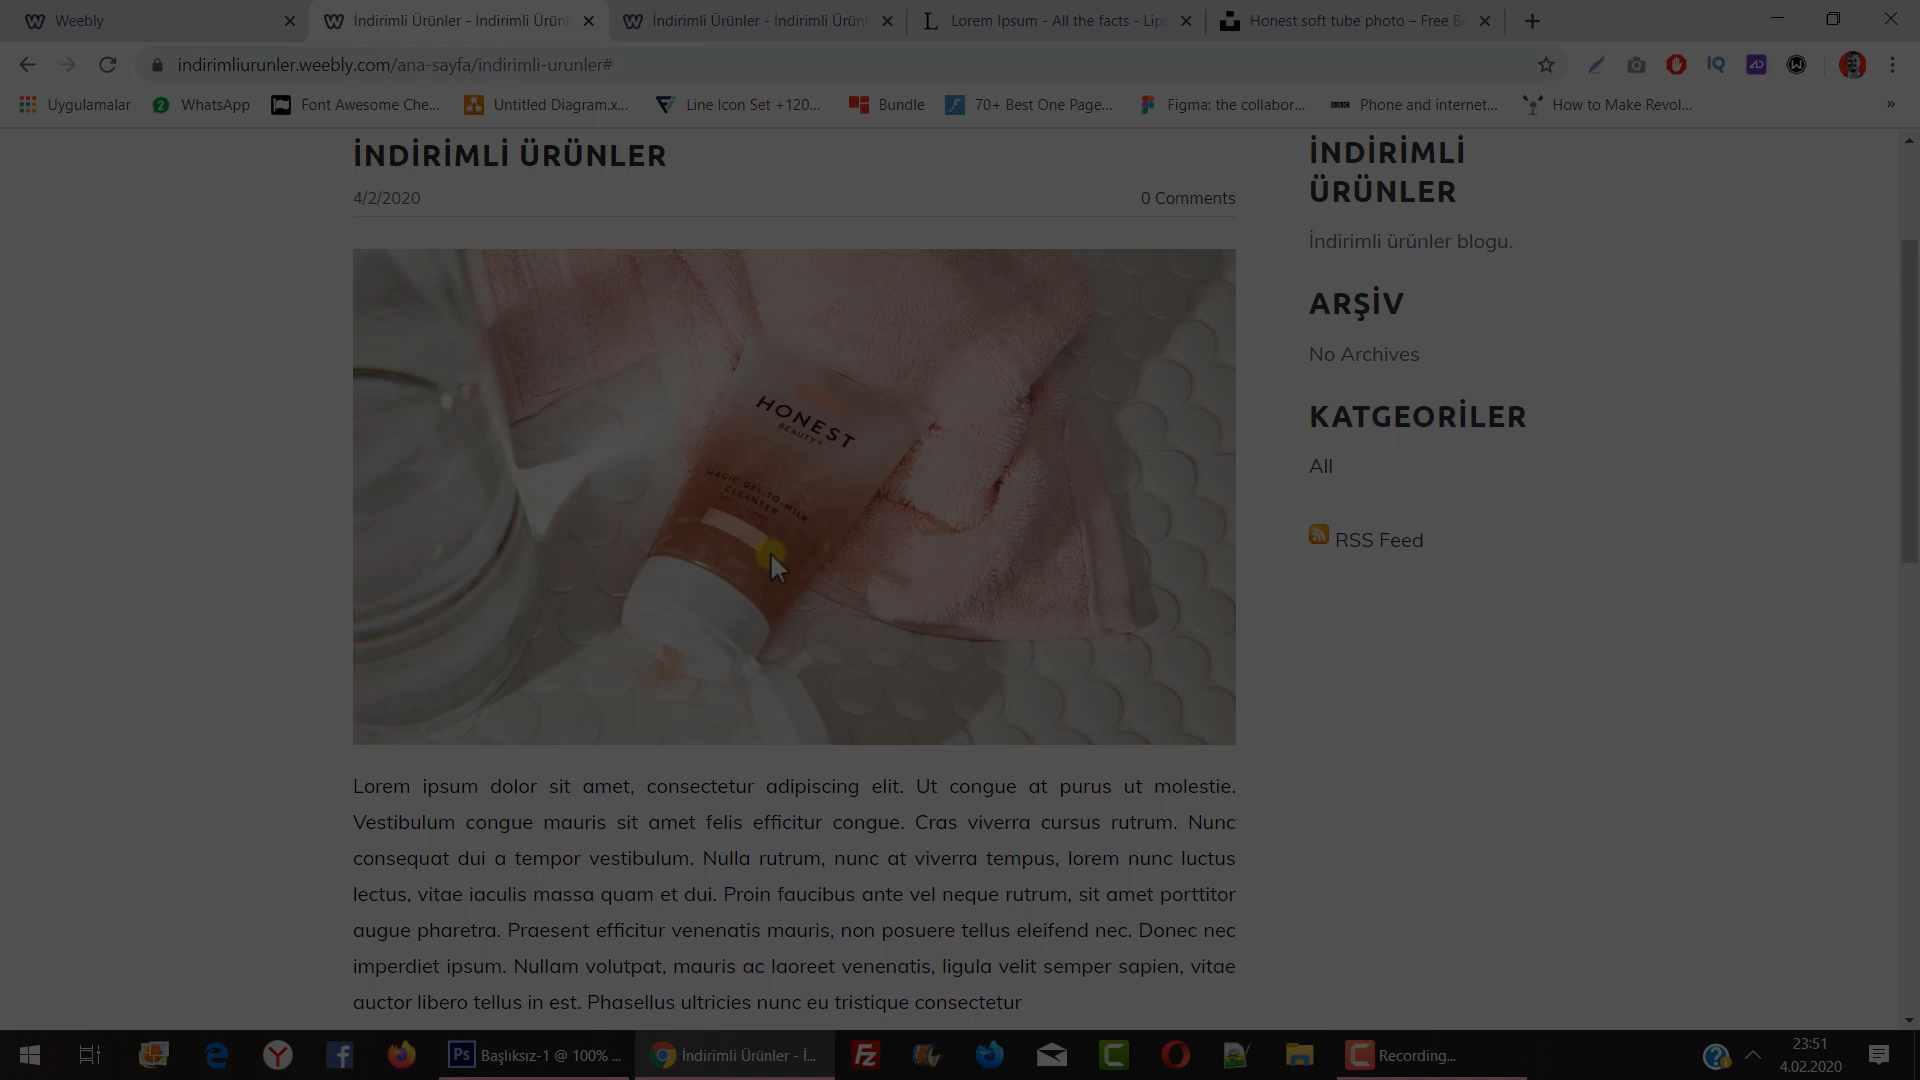 Weebly
İndirimli Ürünler - İndirimli Ürün
İndirimli Ürünler - İndirimli Ürün
Lorem Ipsum - All the facts - Lips
Honest soft tube photo – Free Be
indirimliurunler.weebly.com/ana-sayfa/indirimli-urunler#
Uygulamalar
WhatsApp
Font Awesome Che...
Untitled Diagram.x...
Line Icon Set +120...
Bundle
70+ Best One Page...
Figma: the collabor...
Phone and internet...
How to Make Revol...
»
İNDİRİMLİ ÜRÜNLER
4/2/2020
0 Comments
HONEST
BEAUTY
MAGIC GEL-TO-MILK
CLEANSER
Lorem ipsum dolor sit amet, consectetur adipiscing elit. Ut congue at purus ut molestie.
Vestibulum congue mauris sit amet felis efficitur congue. Cras viverra cursus rutrum. Nunc
consequat dui a tempor vestibulum. Nulla rutrum, nunc at viverra tempus, lorem nunc luctus
lectus, vitae iaculis massa quam et dui. Proin faucibus ante vel neque rutrum, sit amet porttitor
augue pharetra. Praesent efficitur venenatis mauris, non posuere tellus eleifend nec. Donec nec
imperdiet ipsum. Nullam volutpat, mauris ac laoreet venenatis, ligula velit semper sapien, vitae
auctor libero tellus in est. Phasellus ultricies nunc eu tristique consectetur
İNDİRİMLİ
ÜRÜNLER
İndirimli ürünler blogu.
ARŞİV
No Archives
KATGEORİLER
All
RSS Feed
Başlıksız-1 @ 100% ...
İndirimli Ürünler - İ...
Recording...
23:51
4.02.2020